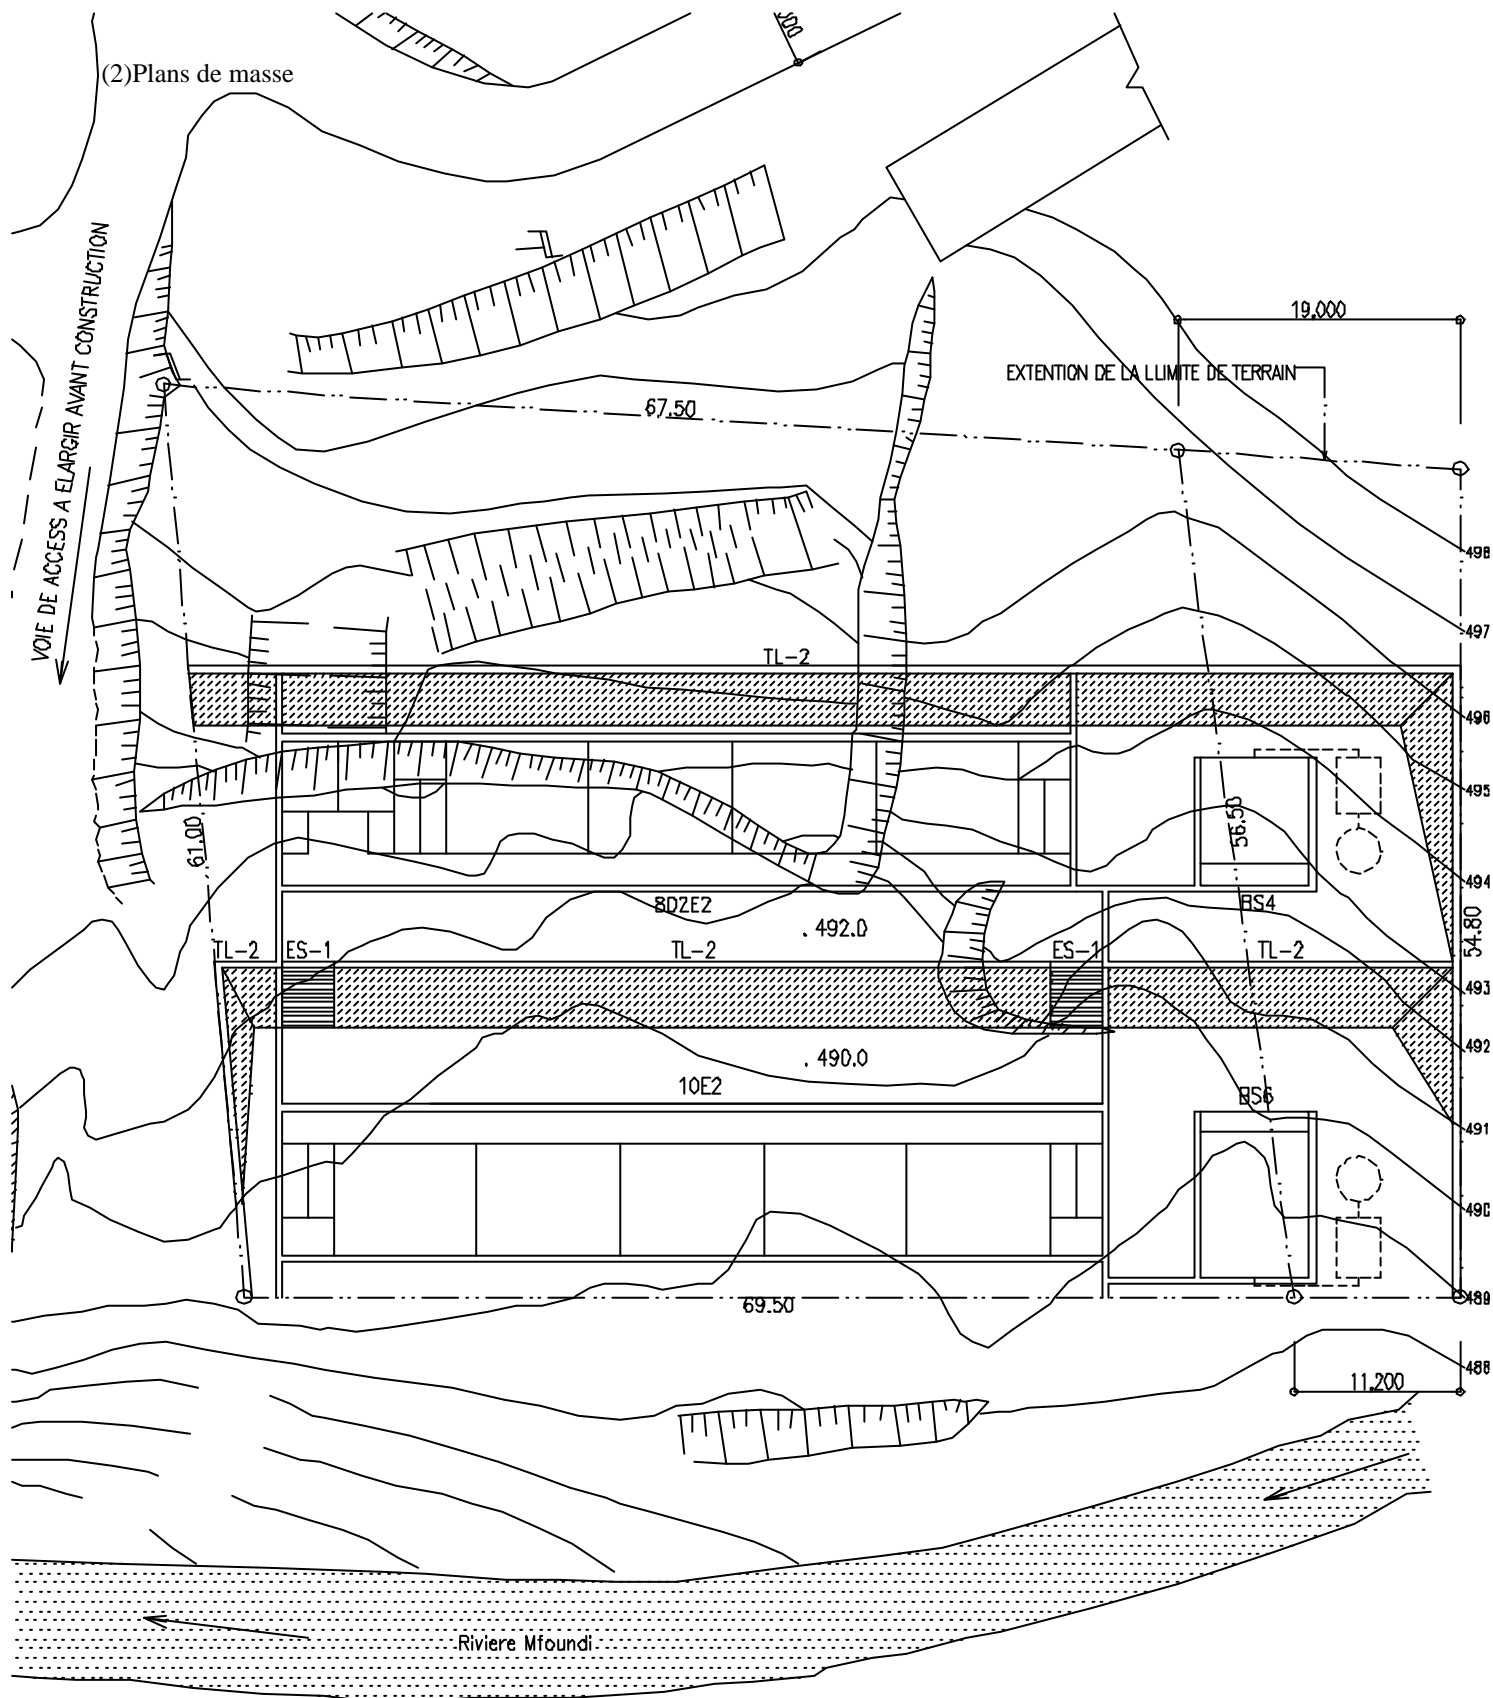 (2)Plans de masse
19.000
EXTENTION DE LA LLIMITE DE TERRAIN
67.50
VOIE DE ACCESS A ELARGIR AVANT CONSTRUCTION
498
497
TL-2
496
495
61.00
56.50
494
8D2E2
BS4
. 492.0
54.80
TL-2
ES-1
TL-2
ES-1
TL-2
493
492
. 490.0
10E2
BS6
491
490
69.50
489
488
11.200
Riviere Mfoundi